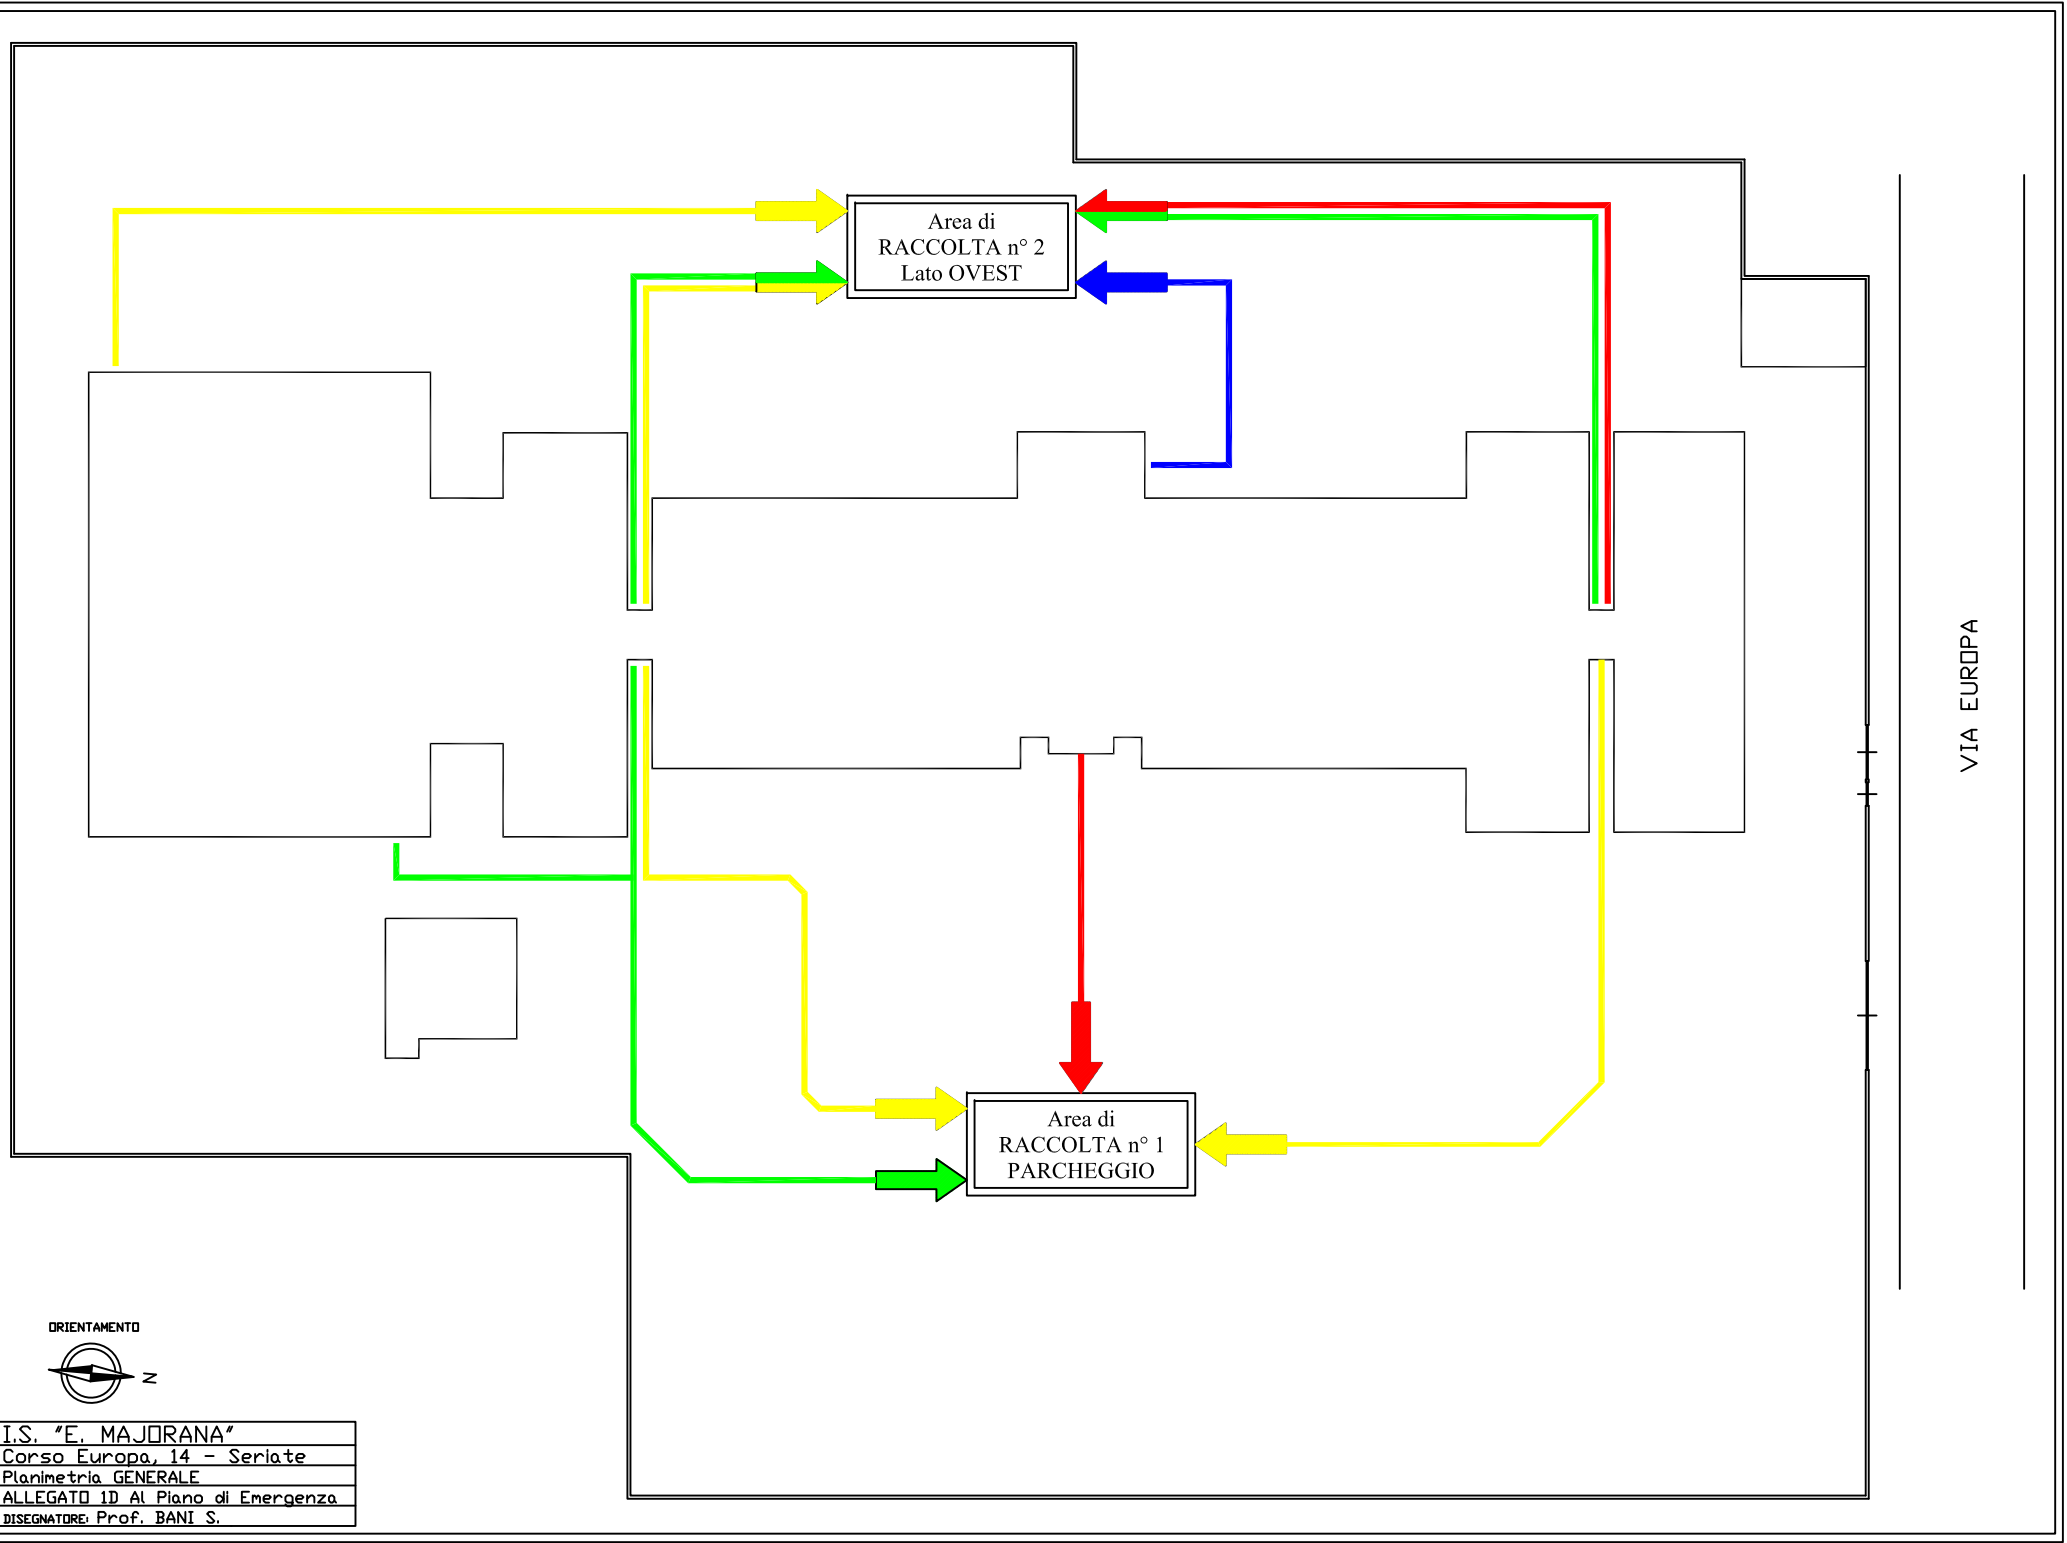 Area di
RACCOLTA n° 2
Lato OVEST
VIA EUROPA
Area di
RACCOLTA n° 1
PARCHEGGIO
ORIENTAMENTO
N
I.S. "E. MAJORANA"
Corso Europa, 14 - Seriate
Planimetria GENERALE
ALLEGATO 1D Al Piano di Emergenza
DISEGNATORE: Prof. BANI S.